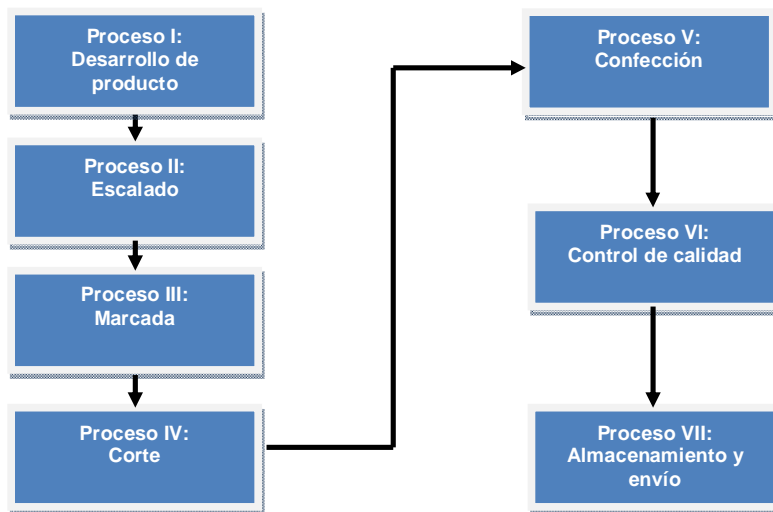 Proceso I:
Desarrollo de
producto
Proceso II:
Escalado
Proceso III:
Marcada
Proceso IV:
Corte
Proceso V:
Confección
Proceso VI:
Control de calidad
Proceso VII:
Almacenamiento y
envío